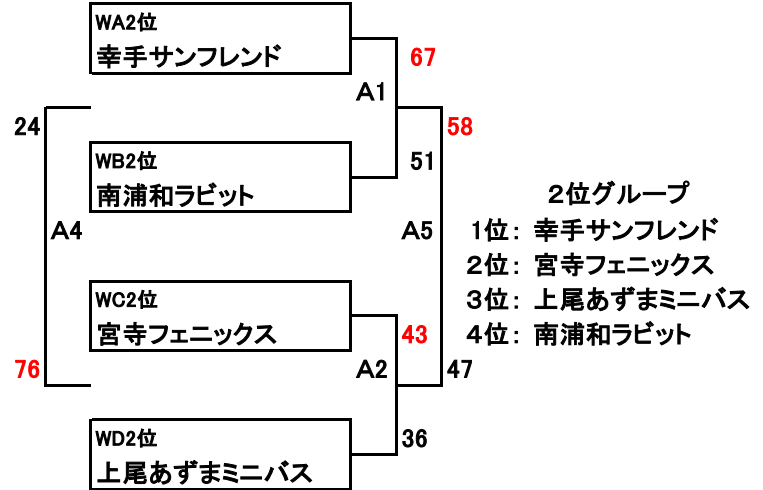 WA2位
幸手サンフレンド
67
A1
24
58
WB2位
51
南浦和ラビット
2位グループ
A4
A5
1位： 幸手サンフレンド
2位： 宮寺フェニックス
WC2位
3位： 上尾あずまミニバス
宮寺フェニックス
43
4位： 南浦和ラビット
76
A2
47
WD2位
36
上尾あずまミニバス